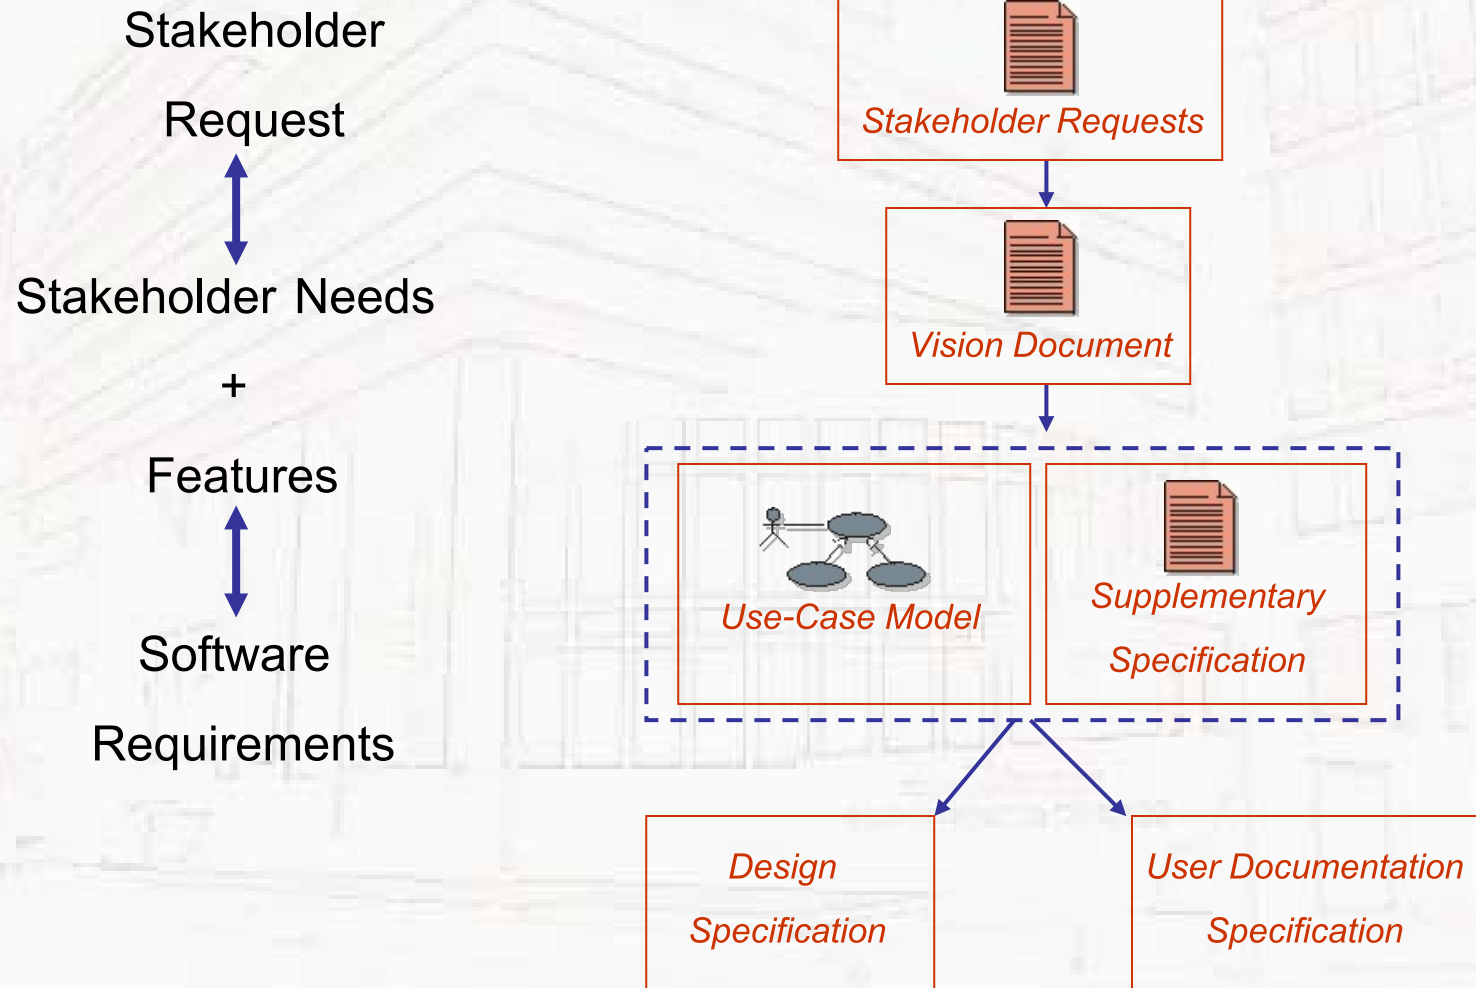 Stakeholder
Request
Stakeholder Needs
+
Features
Software
Requirements
Stakeholder Requests
Vision Document
Use-Case Model
Supplementary
Specification
Design
Specification
User Documentation
Specification